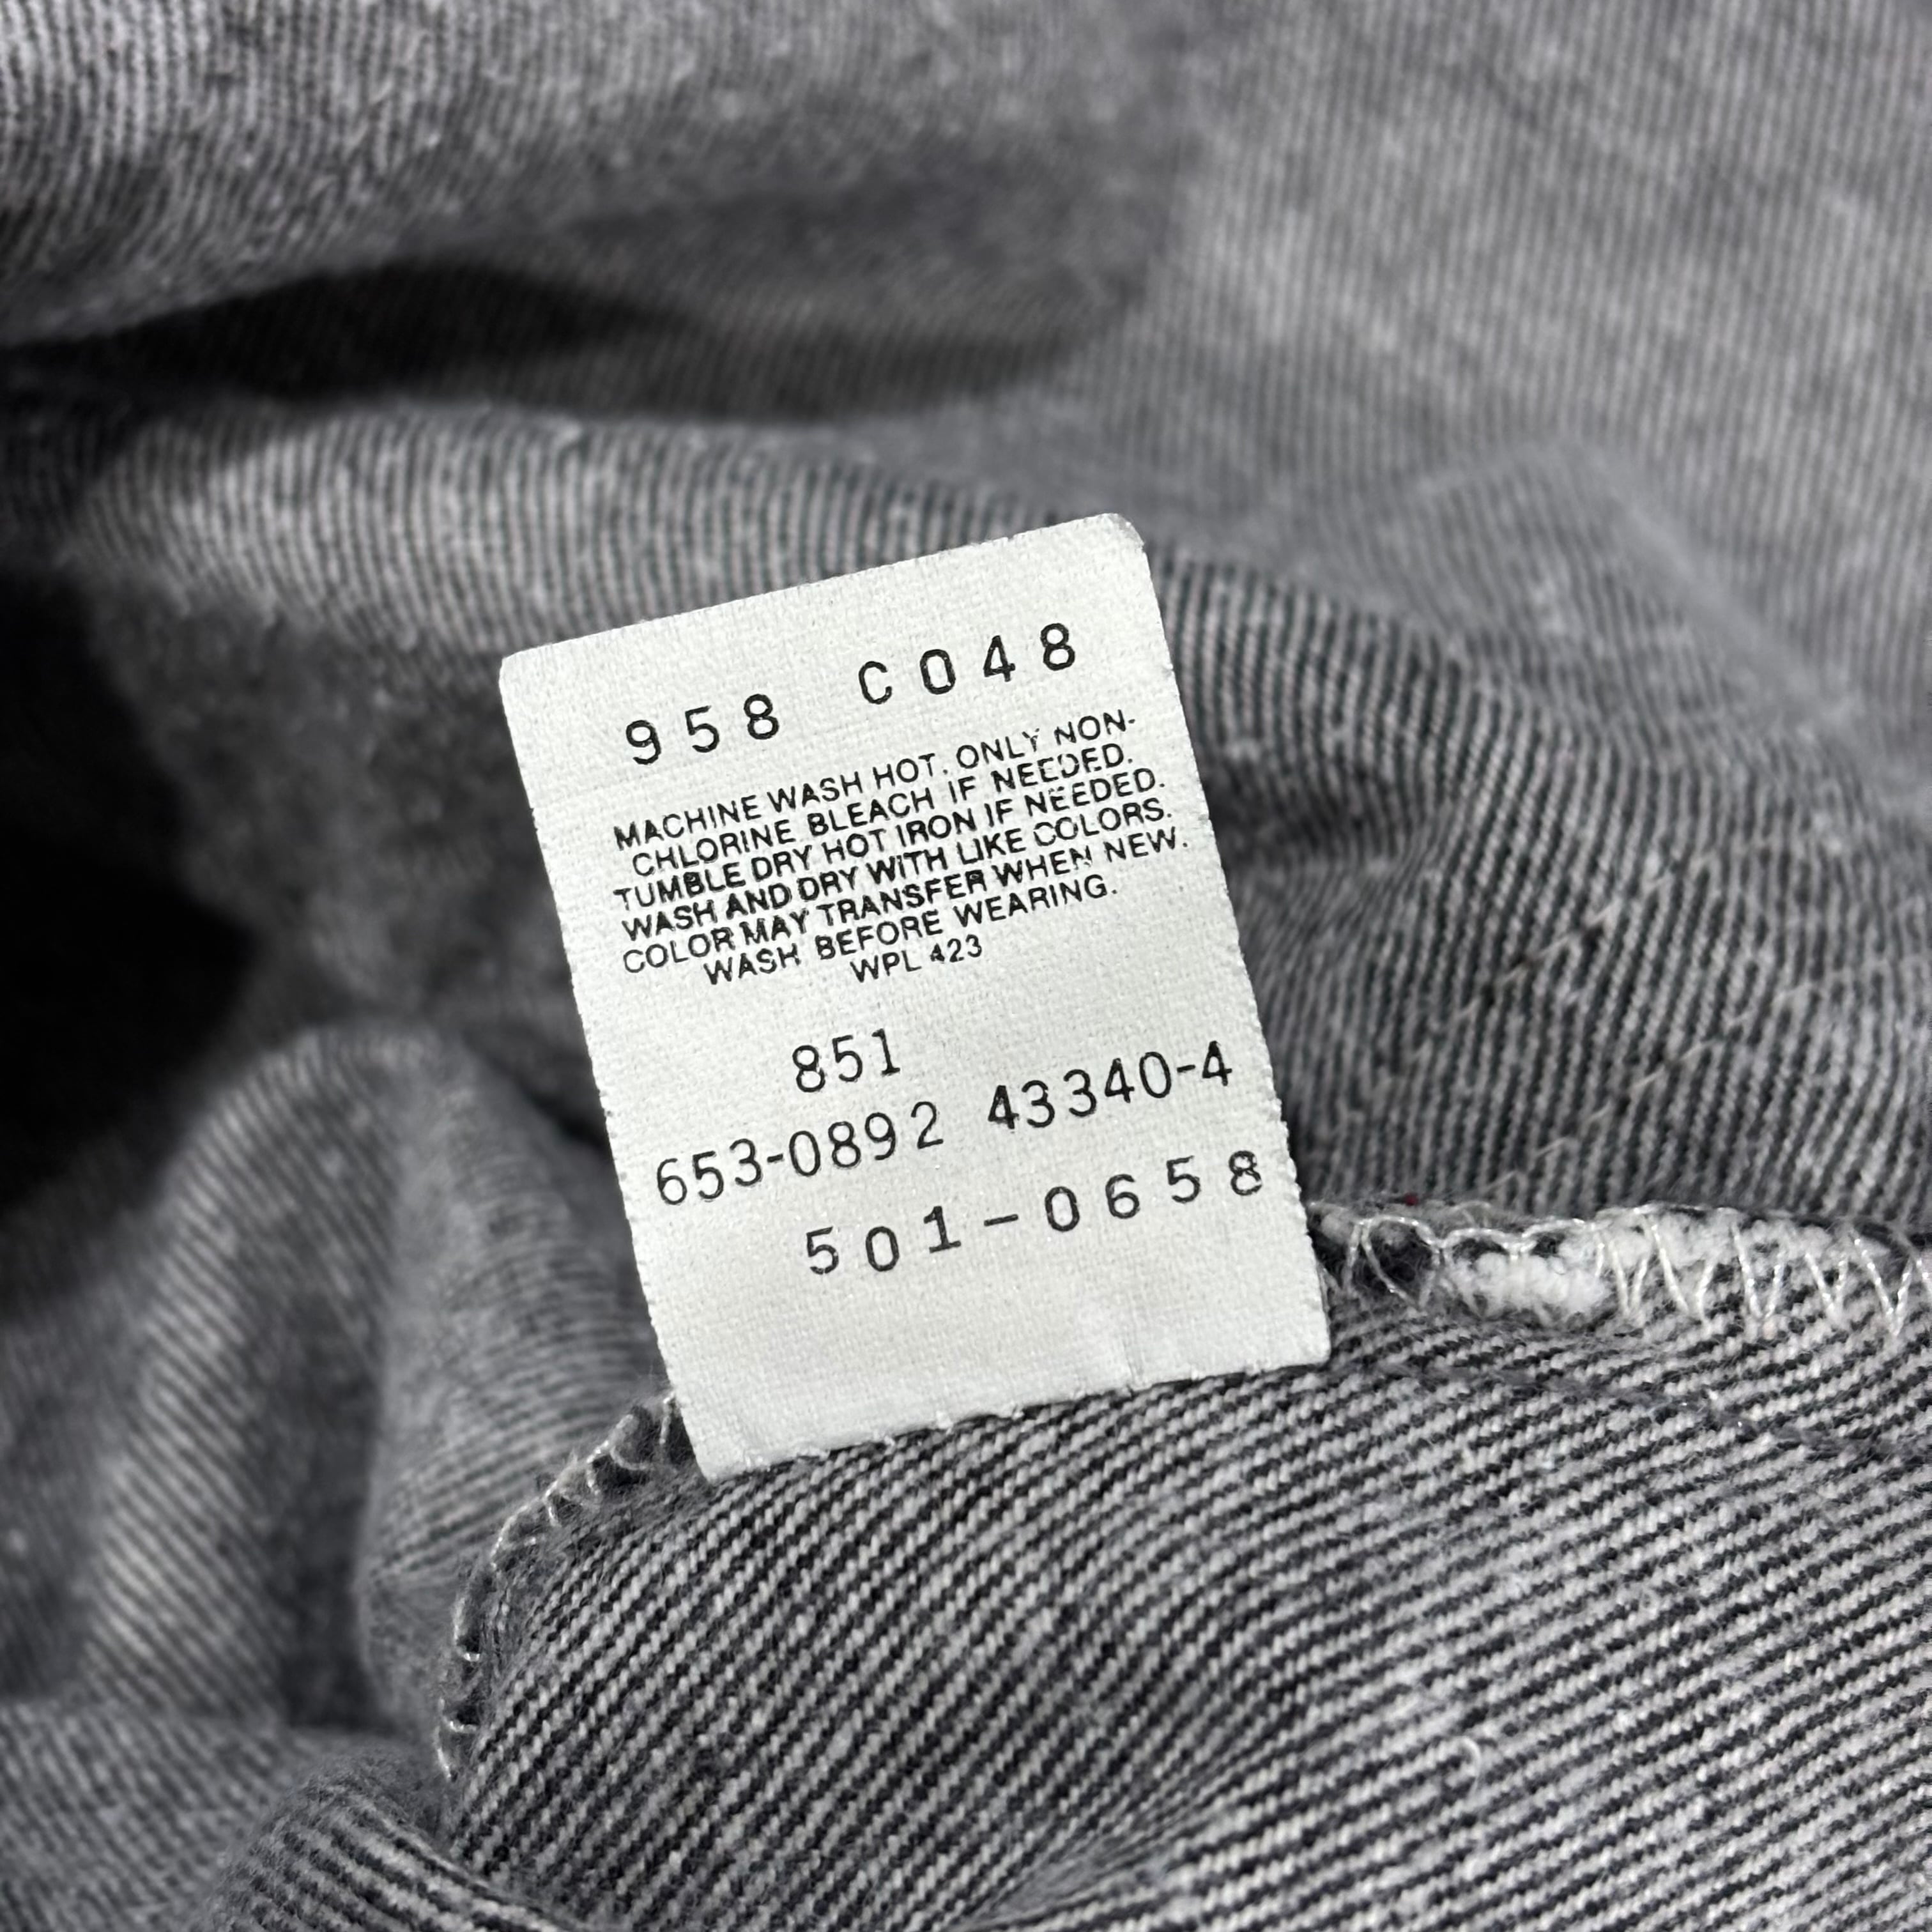 958 C048
MACHINE WASH HOT. ONLY NON-
CHLORINE BLEACH IF NEEDED.
TUMBLE DRY HOT IRON IF NEEDED.
WASH AND DRY WITH LIKE COLORS.
COLOR MAY TRANSFER WHEN NEW.
WASH BEFORE WEARING.
WPL 423
851
653-0892 43340-4
501-0658